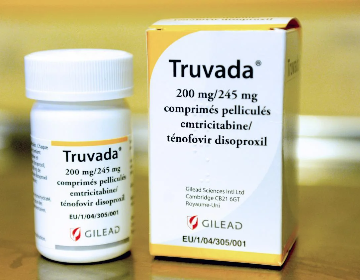 Truvada®
200 mg/245 mg
comprimés pelliculés
emtricitabine/
ténofovir disoproxil
EU/1/04/305/001
GILEAD
Truvada®
200 mg/245 mg
comprimés pelliculés
emtricitabine/
ténofovir disoproxil
Gilead Sciences Intl Ltd
Cambridge CB21 6GT
Royaume-Uni
GILEAD
EU/1/04/305/001